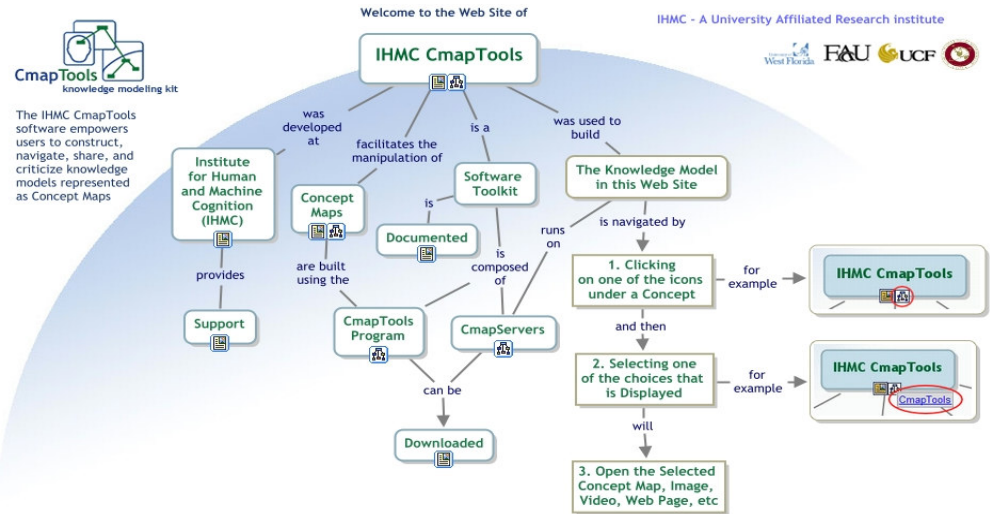 Welcome to the Web Site of
IHMC - A University Affiliated Research institute
IHMC CmapTools
West Florida
FAU
UCF
CmapTools
knowledge modeling kit
The IHMC CmapTools
software empowers
users to construct,
navigate, share, and
criticize knowledge
models represented
as Concept Maps
was
developed
at
facilitates the
manipulation of
is a
was used to
build
Institute
for Human
and Machine
Cognition
(IHMC)
Concept
Maps
Software
Toolkit
The Knowledge Model
in this Web Site
is
Documented
runs
on
is navigated by
provides
are built
using the
is
composed
of
1. Clicking
on one of the icons
under a Concept
for
example
IHMC CmapTools
Support
CmapTools
Program
CmapServers
and then
2. Selecting one
of the choices that
is Displayed
for
example
IHMC CmapTools
CmapTools
can be
will
Downloaded
3. Open the Selected
Concept Map, Image,
Video, Web Page, etc